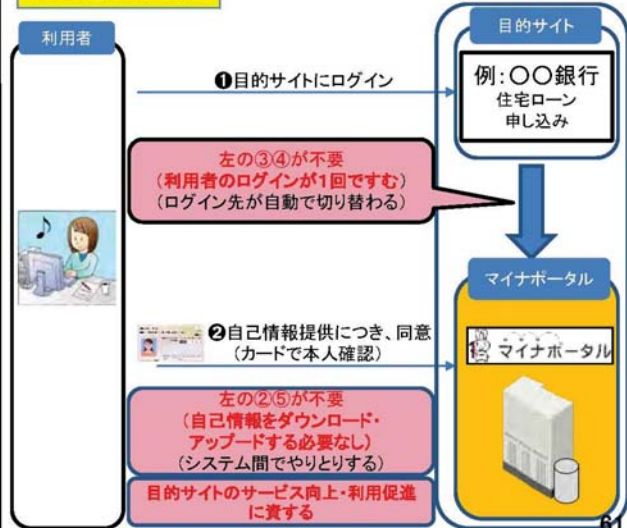 利用者
目的サイト
❶目的サイトにログイン
例:〇〇銀行
住宅ローン
申し込み
左の③④が不要
(利用者のログインが1回ですむ)
(ログイン先が自動で切り替わる)
マイナポータル
❷自己情報提供につき、同意
(カードで本人確認)
マイナポータル
左の②⑤が不要
(自己情報をダウンロード・
アップードする必要なし)
(システム間でやりとりする)
目的サイトのサービス向上・利用促進
に資する
61